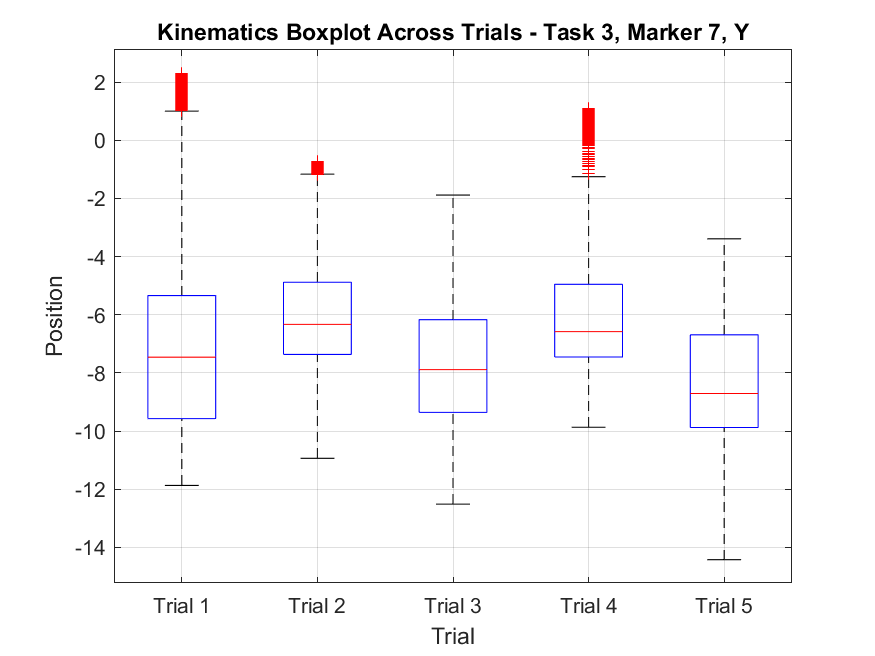 Kinematics Boxplot Across Trials - Task 3, Marker 7, Y
2
0
-2
-4
-6
-8
-10
-12
-14
Position
Trial 1 Trial 2 Trial 3 Trial 4 Trial 5
Trial